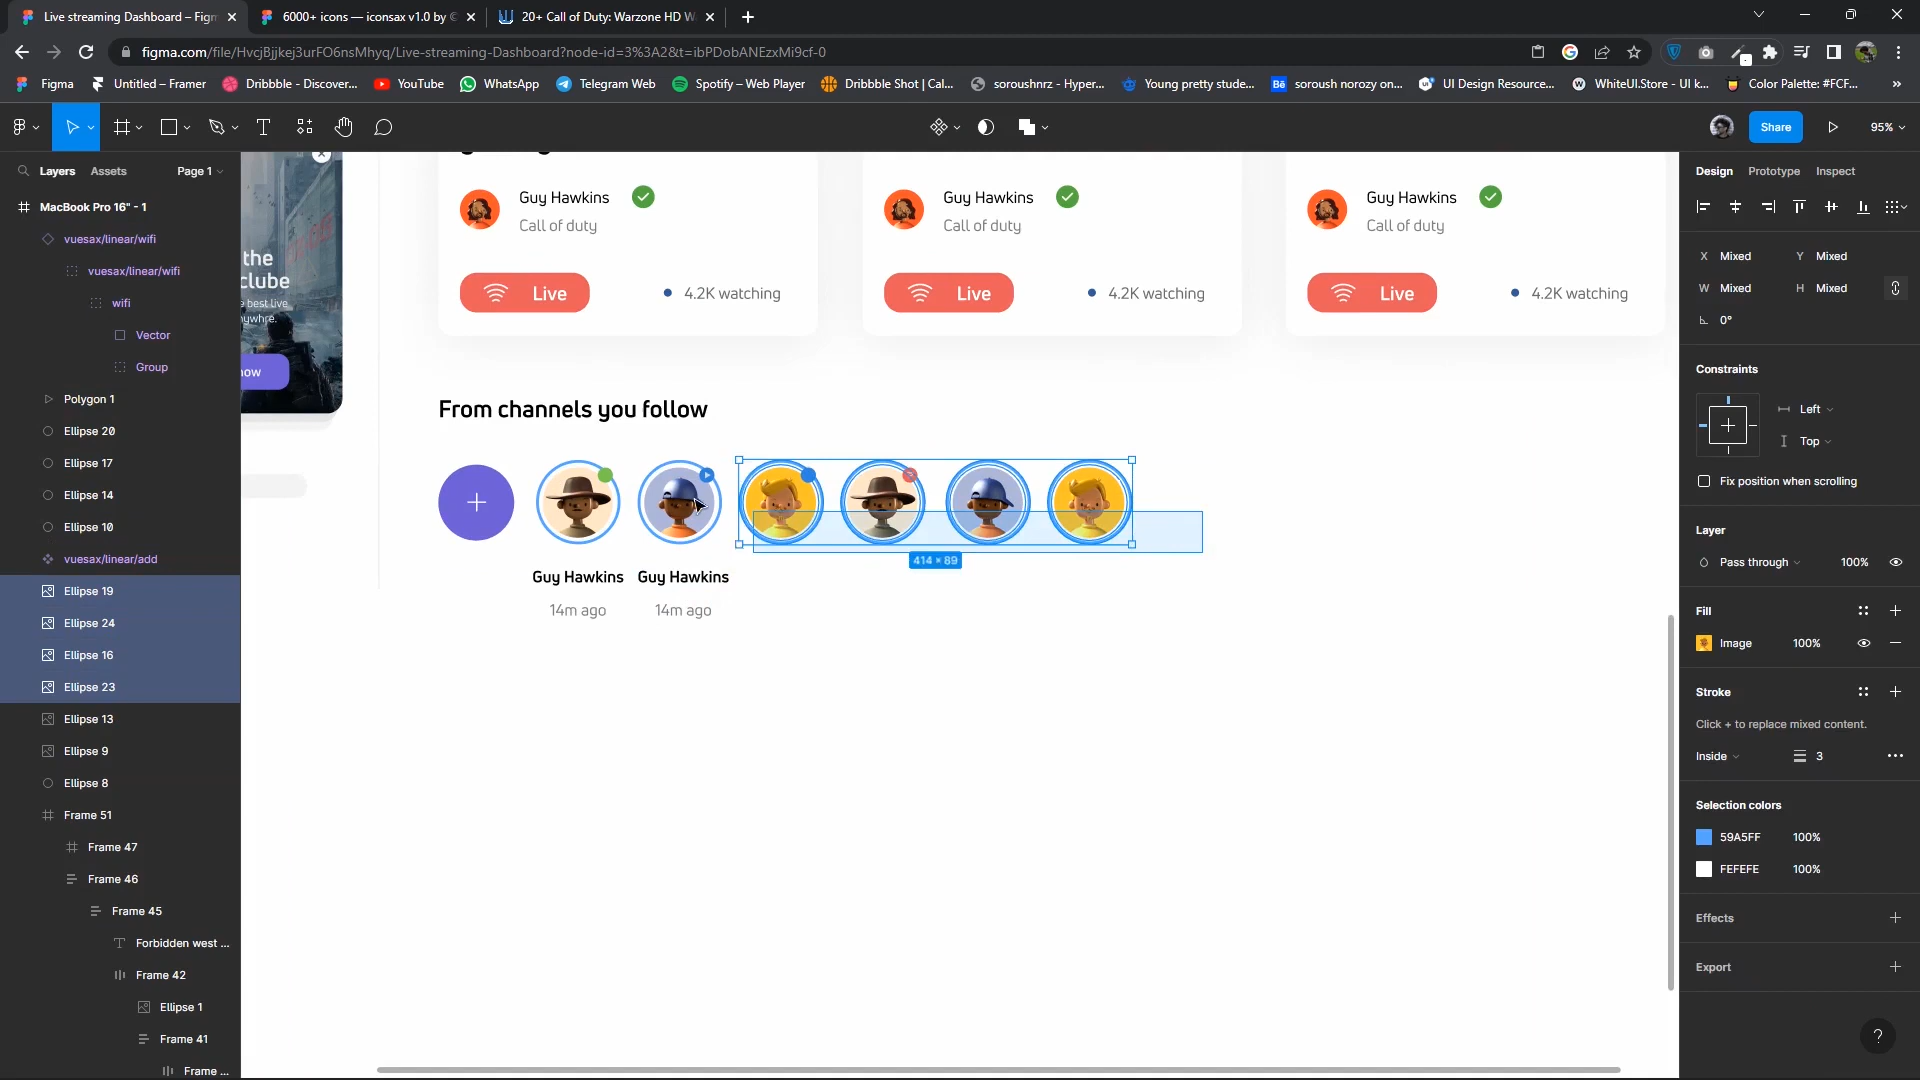 Live streaming Dashboard – Figm
6000+ icons — iconsax v1.0 by ©
20+ Call of Duty: Warzone HD W
figma.com/file/HvcjBjjkej3urFO6nsMhyq/Live-streaming-Dashboard?node-id=3%3A2&t=ibPDobANEzxMi9cf-0
Figma
Untitled – Framer
Dribbble - Discover...
YouTube
WhatsApp
Telegram Web
Spotify – Web Player
Dribbble Shot | Cal...
soroushnrz - Hyper...
Young pretty stude...
soroush norozy on...
UI Design Resource...
WhiteUI.Store - UI k...
Color Palette: #FCF...
Share
95%
Layers
Assets
Page 1
MacBook Pro 16" - 1
vuesax/linear/wifi
vuesax/linear/wifi
wifi
Vector
Group
Polygon 1
Ellipse 20
Ellipse 17
Ellipse 14
Ellipse 10
vuesax/linear/add
Ellipse 19
Ellipse 24
Ellipse 16
Ellipse 23
Ellipse 13
Ellipse 9
Ellipse 8
Frame 51
Frame 47
Frame 46
Frame 45
Forbidden west ...
Frame 42
Ellipse 1
Frame 41
Frame ...
the
clube
e best live
ywhre.
now
Guy Hawkins
Call of duty
Live
4.2K watching
Guy Hawkins
Call of duty
Live
4.2K watching
Guy Hawkins
Call of duty
Live
4.2K watching
From channels you follow
414 × 89
Guy Hawkins
14m ago
Guy Hawkins
14m ago
Design
Prototype
Inspect
X Mixed
Y Mixed
W Mixed
H Mixed
0°
Constraints
Left
Top
Fix position when scrolling
Layer
Pass through
100%
Fill
Image
100%
Stroke
Click + to replace mixed content.
Inside
3
Selection colors
59A5FF
100%
FEFEFE
100%
Effects
Export
?